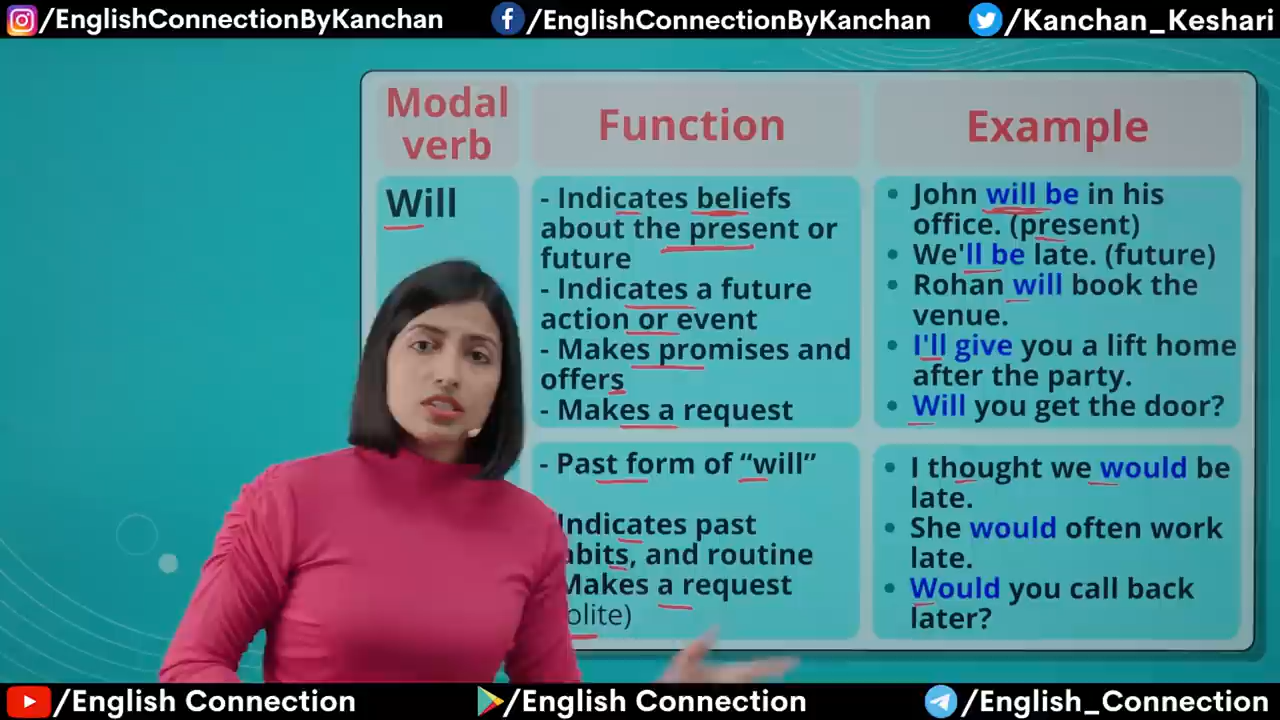 /EnglishConnectionByKanchan /EnglishConnectionByKanchan /Kanchan_Keshari
Modal
verb
Function
Example
Will
- Indicates beliefs
about the present or
future
- Indicates a future
action or event
- Makes promises and
offers
- Makes a request
• John will be in his
office. (present)
• We'll be late. (future)
• Rohan will book the
venue.
• I'll give you a lift home
after the party.
• Will you get the door?
- Past form of “will”
Indicates past
and routine
Makes a request
• I thought we would be
late.
• She would often work
late.
• Would you call back
later?
/English Connection /English Connection /English_Connection